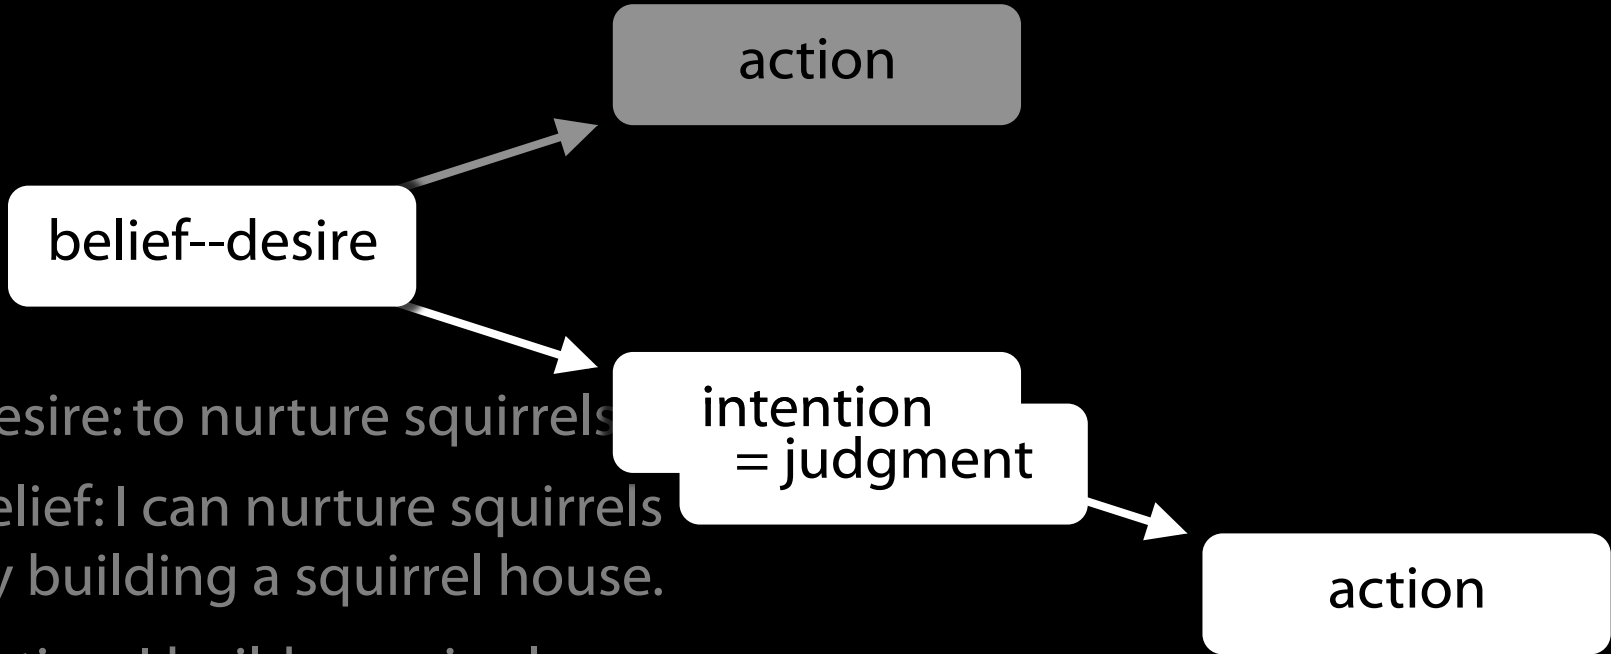 action
belief--desire
intention
= judgment
esire: to nurture squirrels
elief: I can nurture squirrels
y building a squirrel house.
action